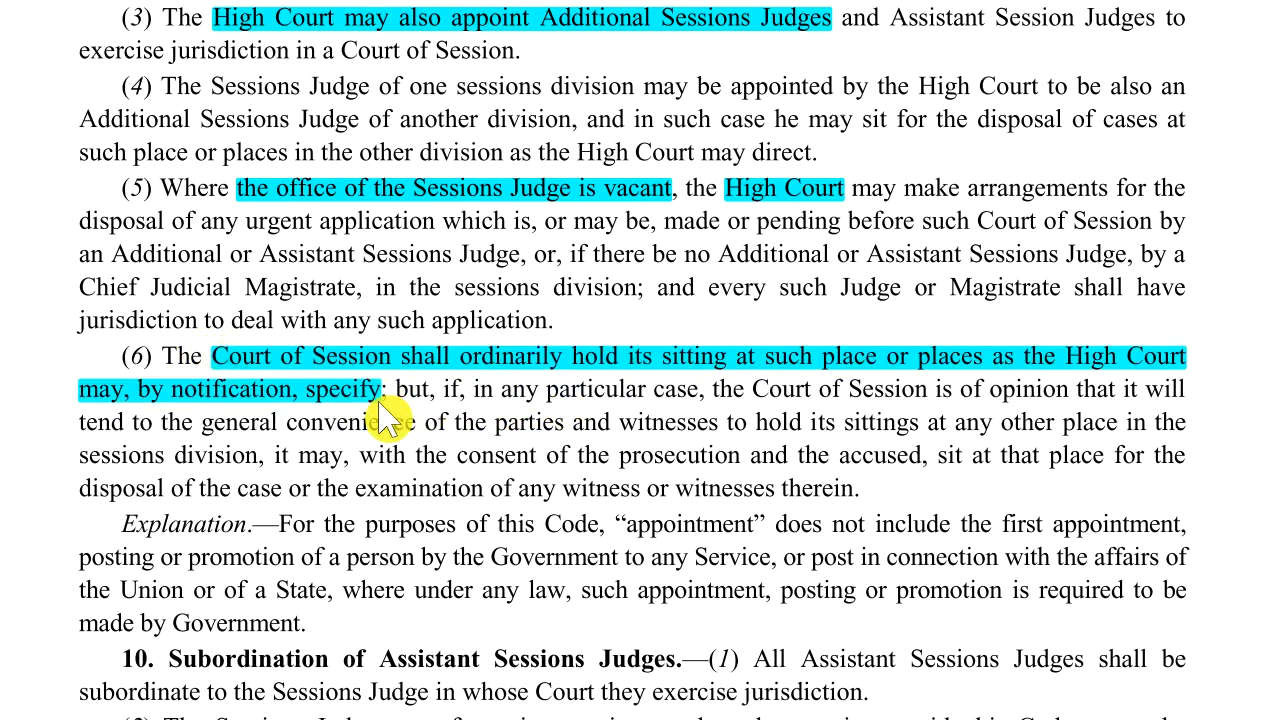 (3) The High Court may also appoint Additional Sessions Judges and Assistant Session Judges to
exercise jurisdiction in a Court of Session.
(4) The Sessions Judge of one sessions division may be appointed by the High Court to be also an
Additional Sessions Judge of another division, and in such case he may sit for the disposal of cases at
such place or places in the other division as the High Court may direct.
(5) Where the office of the Sessions Judge is vacant, the High Court may make arrangements for the
disposal of any urgent application which is, or may be, made or pending before such Court of Session by
an Additional or Assistant Sessions Judge, or, if there be no Additional or Assistant Sessions Judge, by a
Chief Judicial Magistrate, in the sessions division; and every such Judge or Magistrate shall have
jurisdiction to deal with any such application.
(6) The Court of Session shall ordinarily hold its sitting at such place or places as the High Court
may, by notification, specify; but, if, in any particular case, the Court of Session is of opinion that it will
tend to the general convenience of the parties and witnesses to hold its sittings at any other place in the
sessions division, it may, with the consent of the prosecution and the accused, sit at that place for the
disposal of the case or the examination of any witness or witnesses therein.
Explanation.—For the purposes of this Code, “appointment” does not include the first appointment,
posting or promotion of a person by the Government to any Service, or post in connection with the affairs of
the Union or of a State, where under any law, such appointment, posting or promotion is required to be
made by Government.
10. Subordination of Assistant Sessions Judges.—(1) All Assistant Sessions Judges shall be
subordinate to the Sessions Judge in whose Court they exercise jurisdiction.